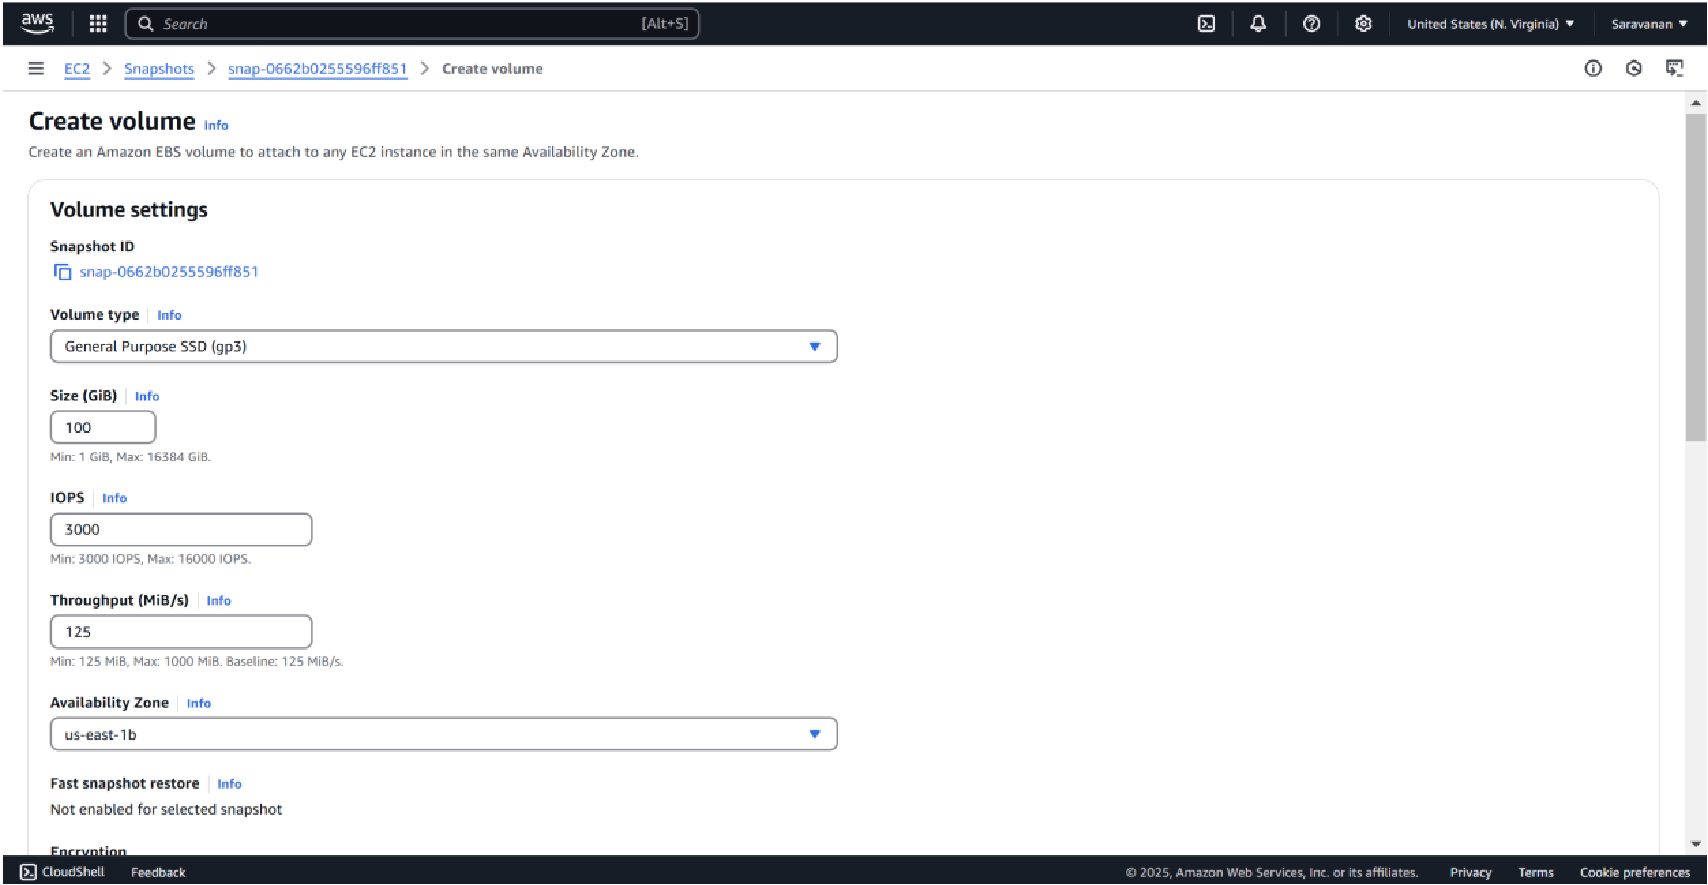 aws Search [Alt+S] United States (N. Virginia) Saravanan
EC2 > Snapshots > snap-0662b0255596ff851 > Create volume
Create volume Info
Create an Amazon EBS volume to attach to any EC2 instance in the same Availability Zone.
Volume settings
Snapshot ID
snap-0662b0255596ff851
Volume type Info
General Purpose SSD (gp3)
Size (GiB) Info
100
Min: 1 GiB, Max: 16384 GiB.
IOPS Info
3000
Min: 3000 IOPS, Max: 16000 IOPS.
Throughput (MiB/s) Info
125
Min: 125 MiB, Max: 1000 MiB. Baseline: 125 MiB/s.
Availability Zone Info
us-east-1b
Fast snapshot restore Info
Not enabled for selected snapshot
Encryption
CloudShell Feedback © 2025, Amazon Web Services, Inc. or its affiliates. Privacy Terms Cookie preferences